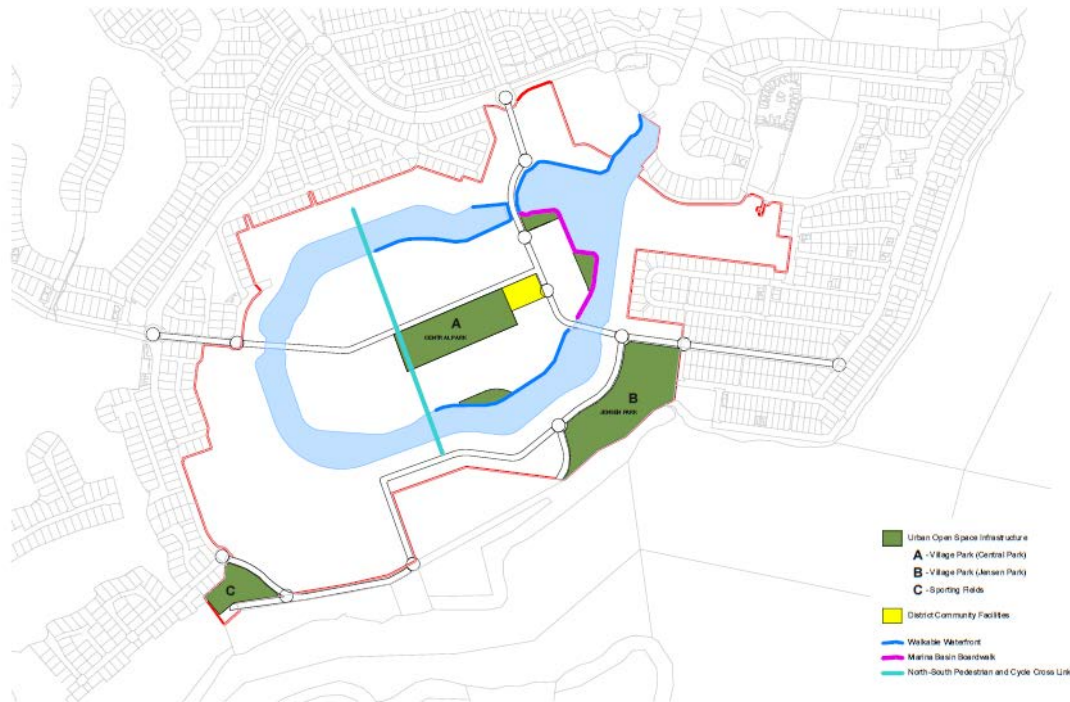 A
CENTRAL PARK
B
JENSEN PARK
C
Urban Open Space Infrastructure
A - Village Park (Central Park)
B - Village Park (Jensen Park)
C - Sporting Fields
District Community Facilities
Walkable Waterfront
Marina Basin Boardwalk
North-South Pedestrian and Cycle Cross Link